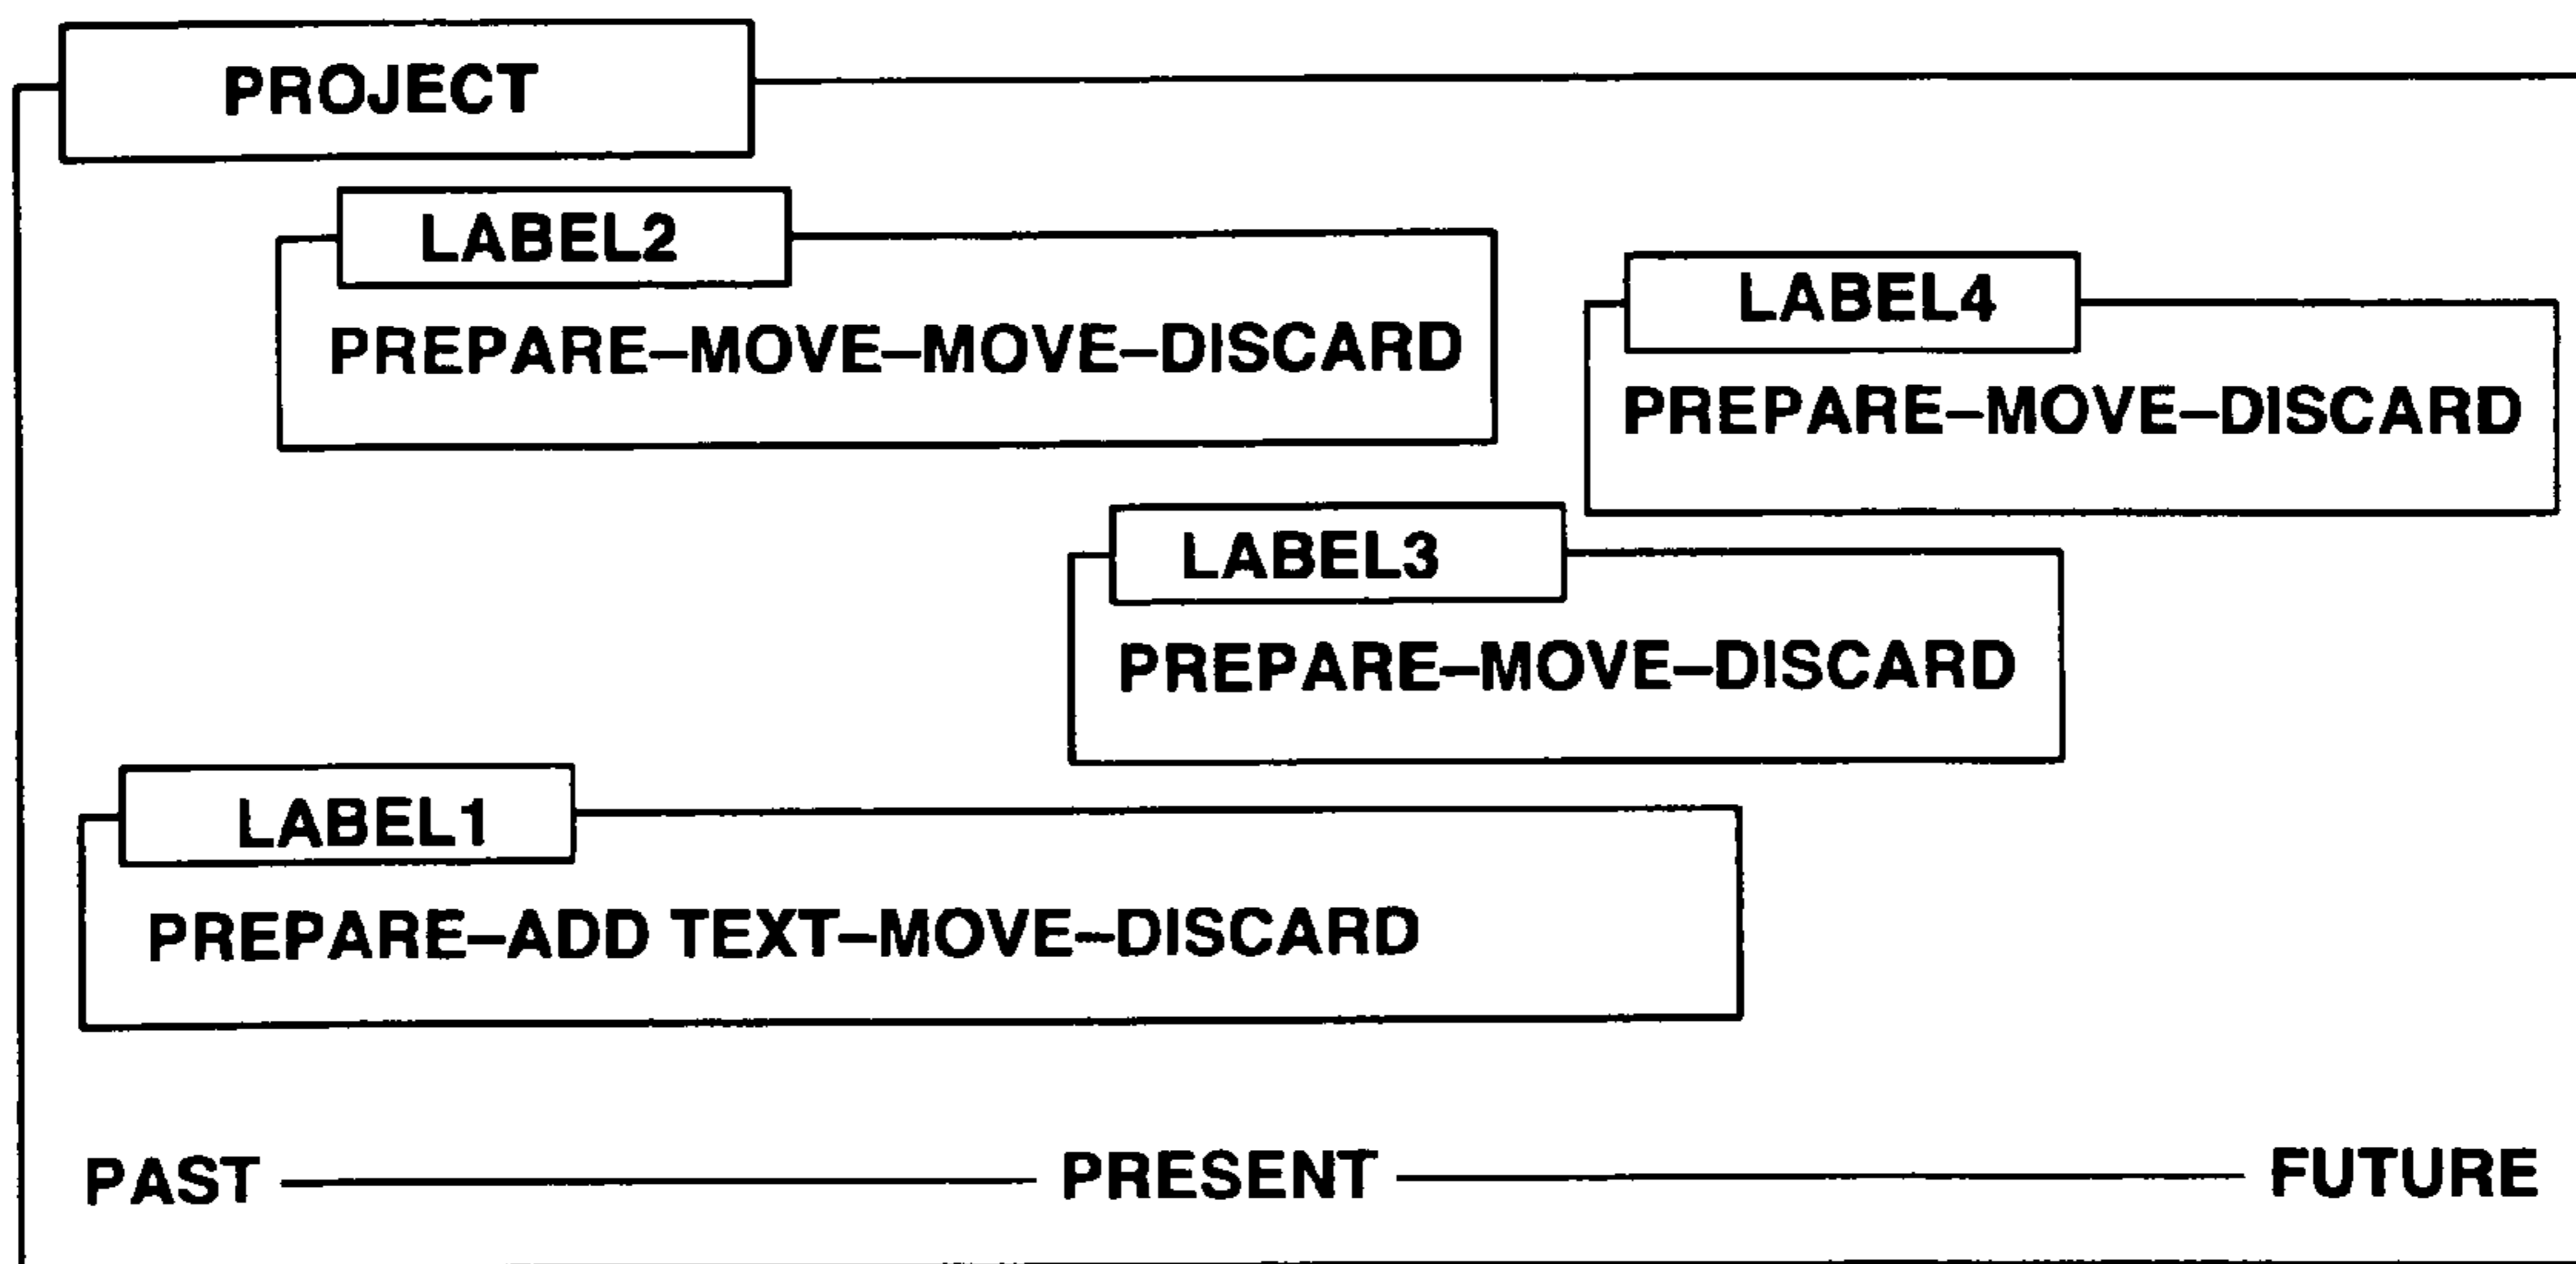 PROJECT
LABEL2
PREPARE–MOVE–MOVE–DISCARD
LABEL4
PREPARE–MOVE–DISCARD
LABEL3
PREPARE–MOVE–DISCARD
LABEL1
PREPARE–ADD TEXT–MOVE–DISCARD
PAST PRESENT FUTURE